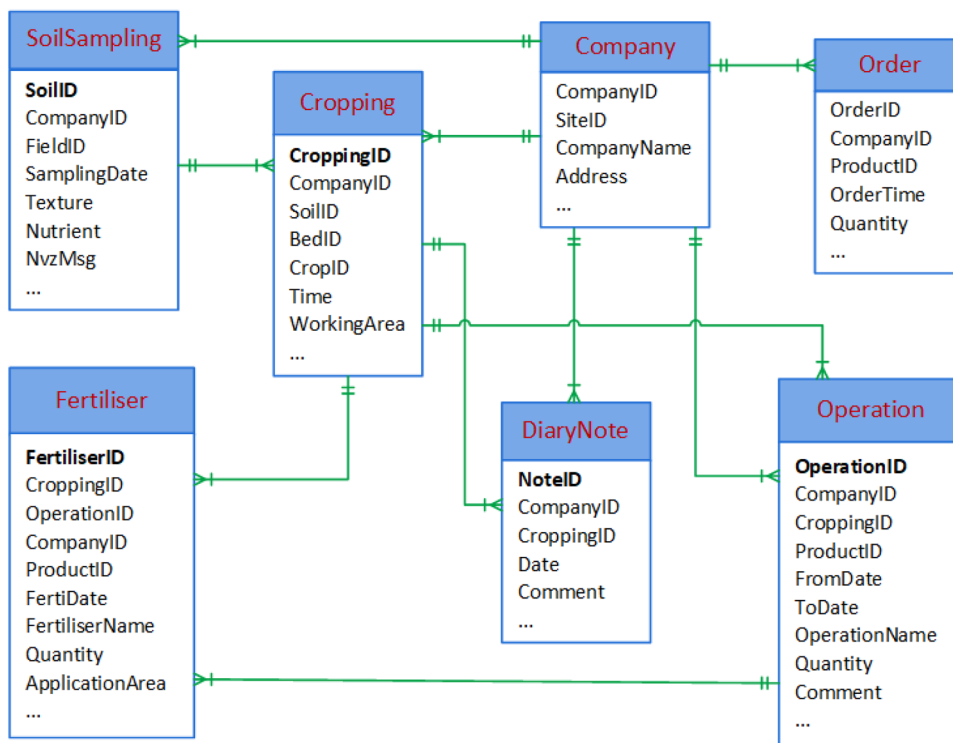 SoilSampling
SoilID
CompanyID
FieldID
SamplingDate
Texture
Nutrient
NvzMsg
...
Cropping
CroppingID
CompanyID
SoilID
BedID
CropID
Time
WorkingArea
...
Company
CompanyID
SiteID
CompanyName
Address
...
Order
OrderID
CompanyID
ProductID
OrderTime
Quantity
...
Fertiliser
FertiliserID
CroppingID
OperationID
CompanyID
ProductID
FertiDate
FertiliserName
Quantity
ApplicationArea
...
DiaryNote
NoteID
CompanyID
CroppingID
Date
Comment
...
Operation
OperationID
CompanyID
CroppingID
ProductID
FromDate
ToDate
OperationName
Quantity
Comment
...